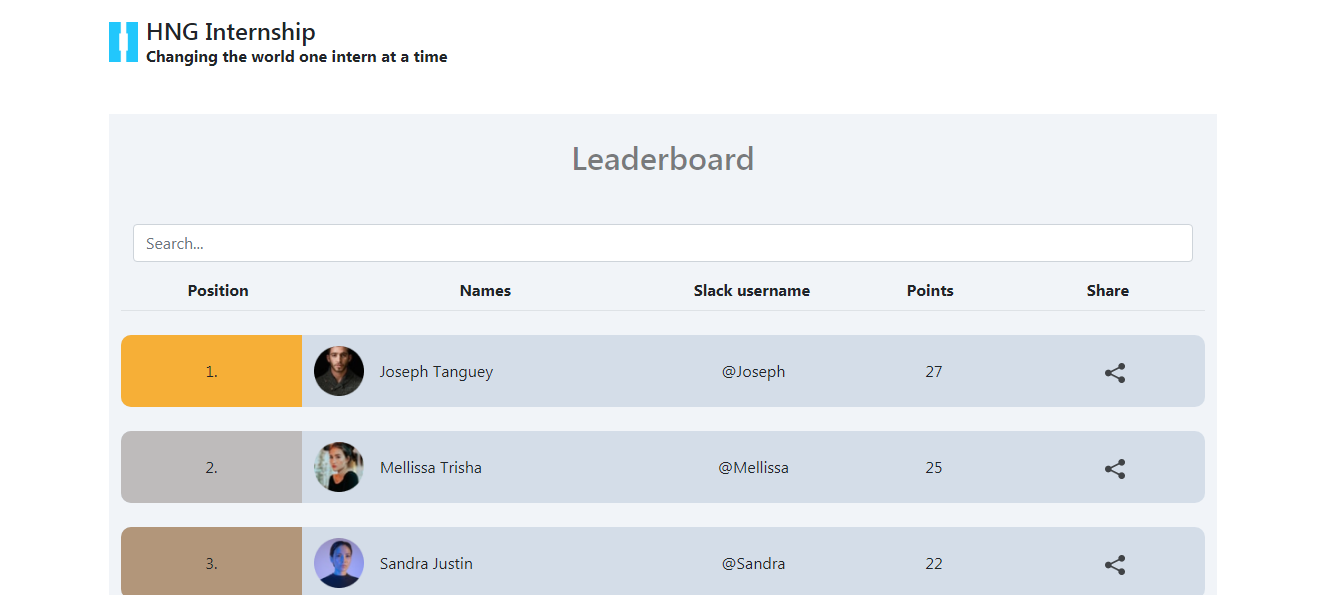 HNG Internship
Changing the world one intern at a time
Leaderboard
Search...
Position Names Slack username Points Share
1. Joseph Tanguey @Joseph 27
2. Mellissa Trisha @Mellissa 25
3. Sandra Justin @Sandra 22